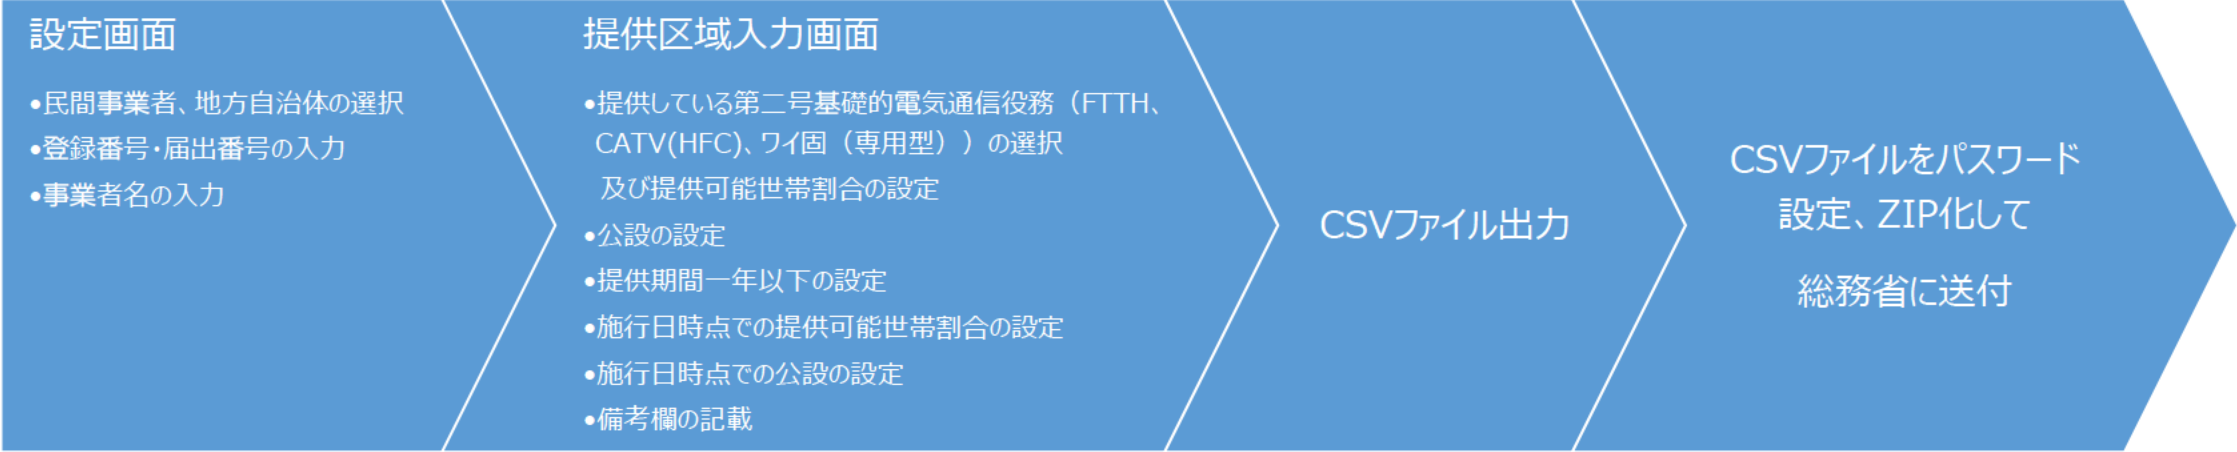 設定画面
•民間事業者、地方自治体の選択
•登録番号・届出番号の入力
•事業者名の入力
提供区域入力画面
•提供している第二号基礎的電気通信役務（FTTH、
CATV(HFC)、ワイ固（専用型））の選択
及び提供可能世帯割合の設定
•公設の設定
•提供期間一年以下の設定
•施行日時点での提供可能世帯割合の設定
•施行日時点での公設の設定
•備考欄の記載
CSVファイル出力
CSVファイルをパスワード
設定、ZIP化して
総務省に送付